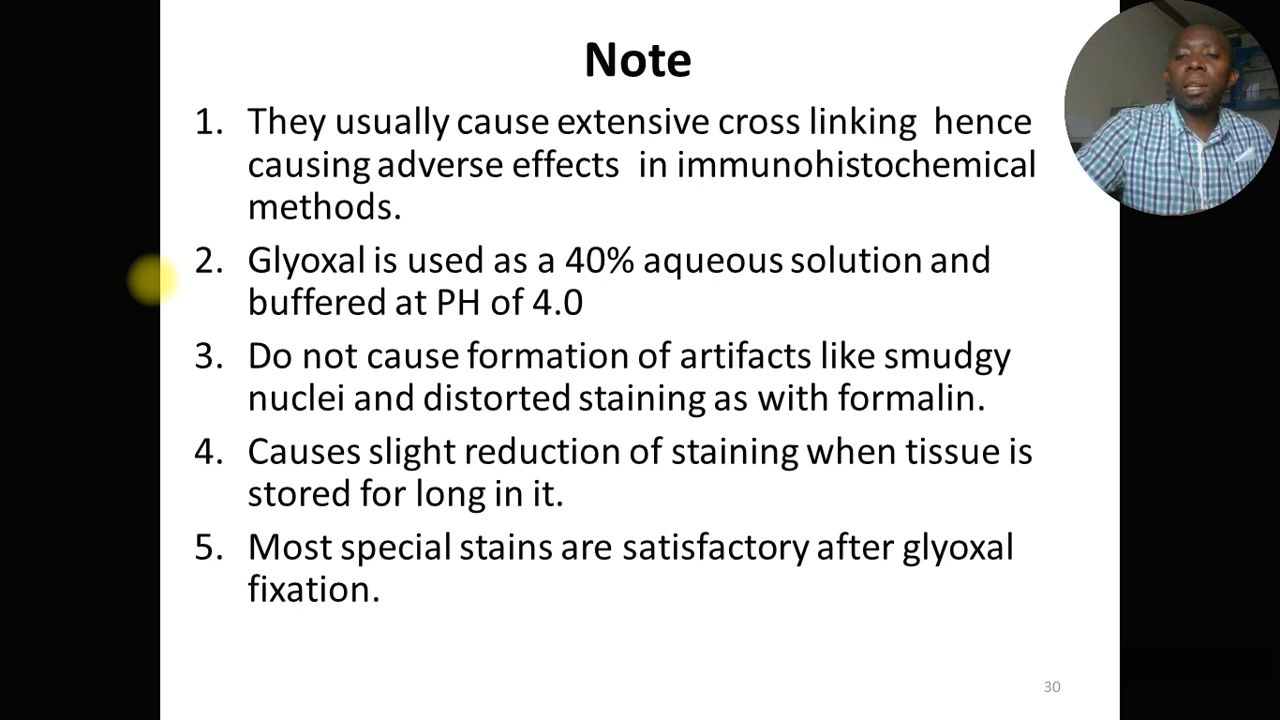 Note
1. They usually cause extensive cross linking hence
causing adverse effects in immunohistochemical
methods.
2. Glyoxal is used as a 40% aqueous solution and
buffered at PH of 4.0
3. Do not cause formation of artifacts like smudgy
nuclei and distorted staining as with formalin.
4. Causes slight reduction of staining when tissue is
stored for long in it.
5. Most special stains are satisfactory after glyoxal
fixation.
30